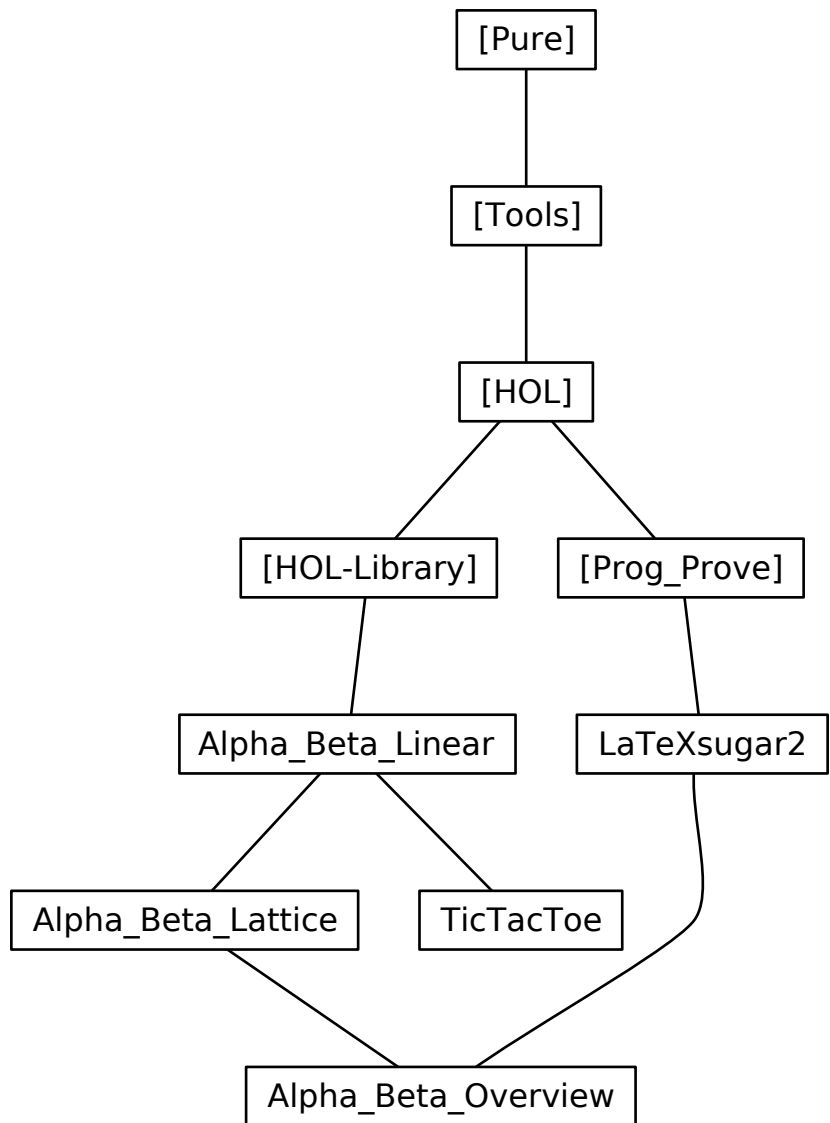 [Pure]
[Tools]
[HOL]
[HOL-Library]
[Prog_Prove]
Alpha_Beta_Linear
LaTeXsugar2
Alpha_Beta_Lattice
TicTacToe
Alpha_Beta_Overview